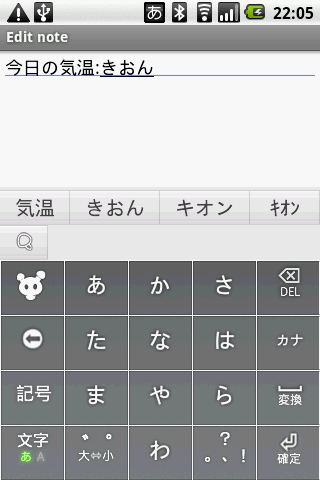 あ 22:05
Edit note
今日の気温:きおん
気温 きおん キオン ｷｵﾝ
あ か さ DEL
た な は カナ
記号 ま や ら 変換
文字 あ A ゛゜ 大⇔小 わ 。、？！ 確定